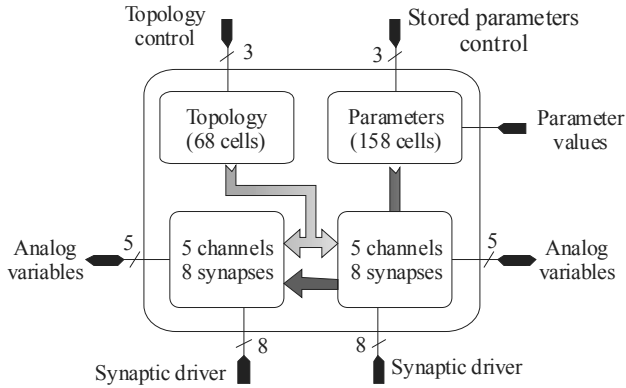 Topology
control
3
Stored parameters
control
3
Topology
(68 cells)
Parameters
(158 cells)
Parameter
values
Analog
variables
5
5 channels
8 synapses
5 channels
8 synapses
5
Analog
variables
8
Synaptic driver
8
Synaptic driver